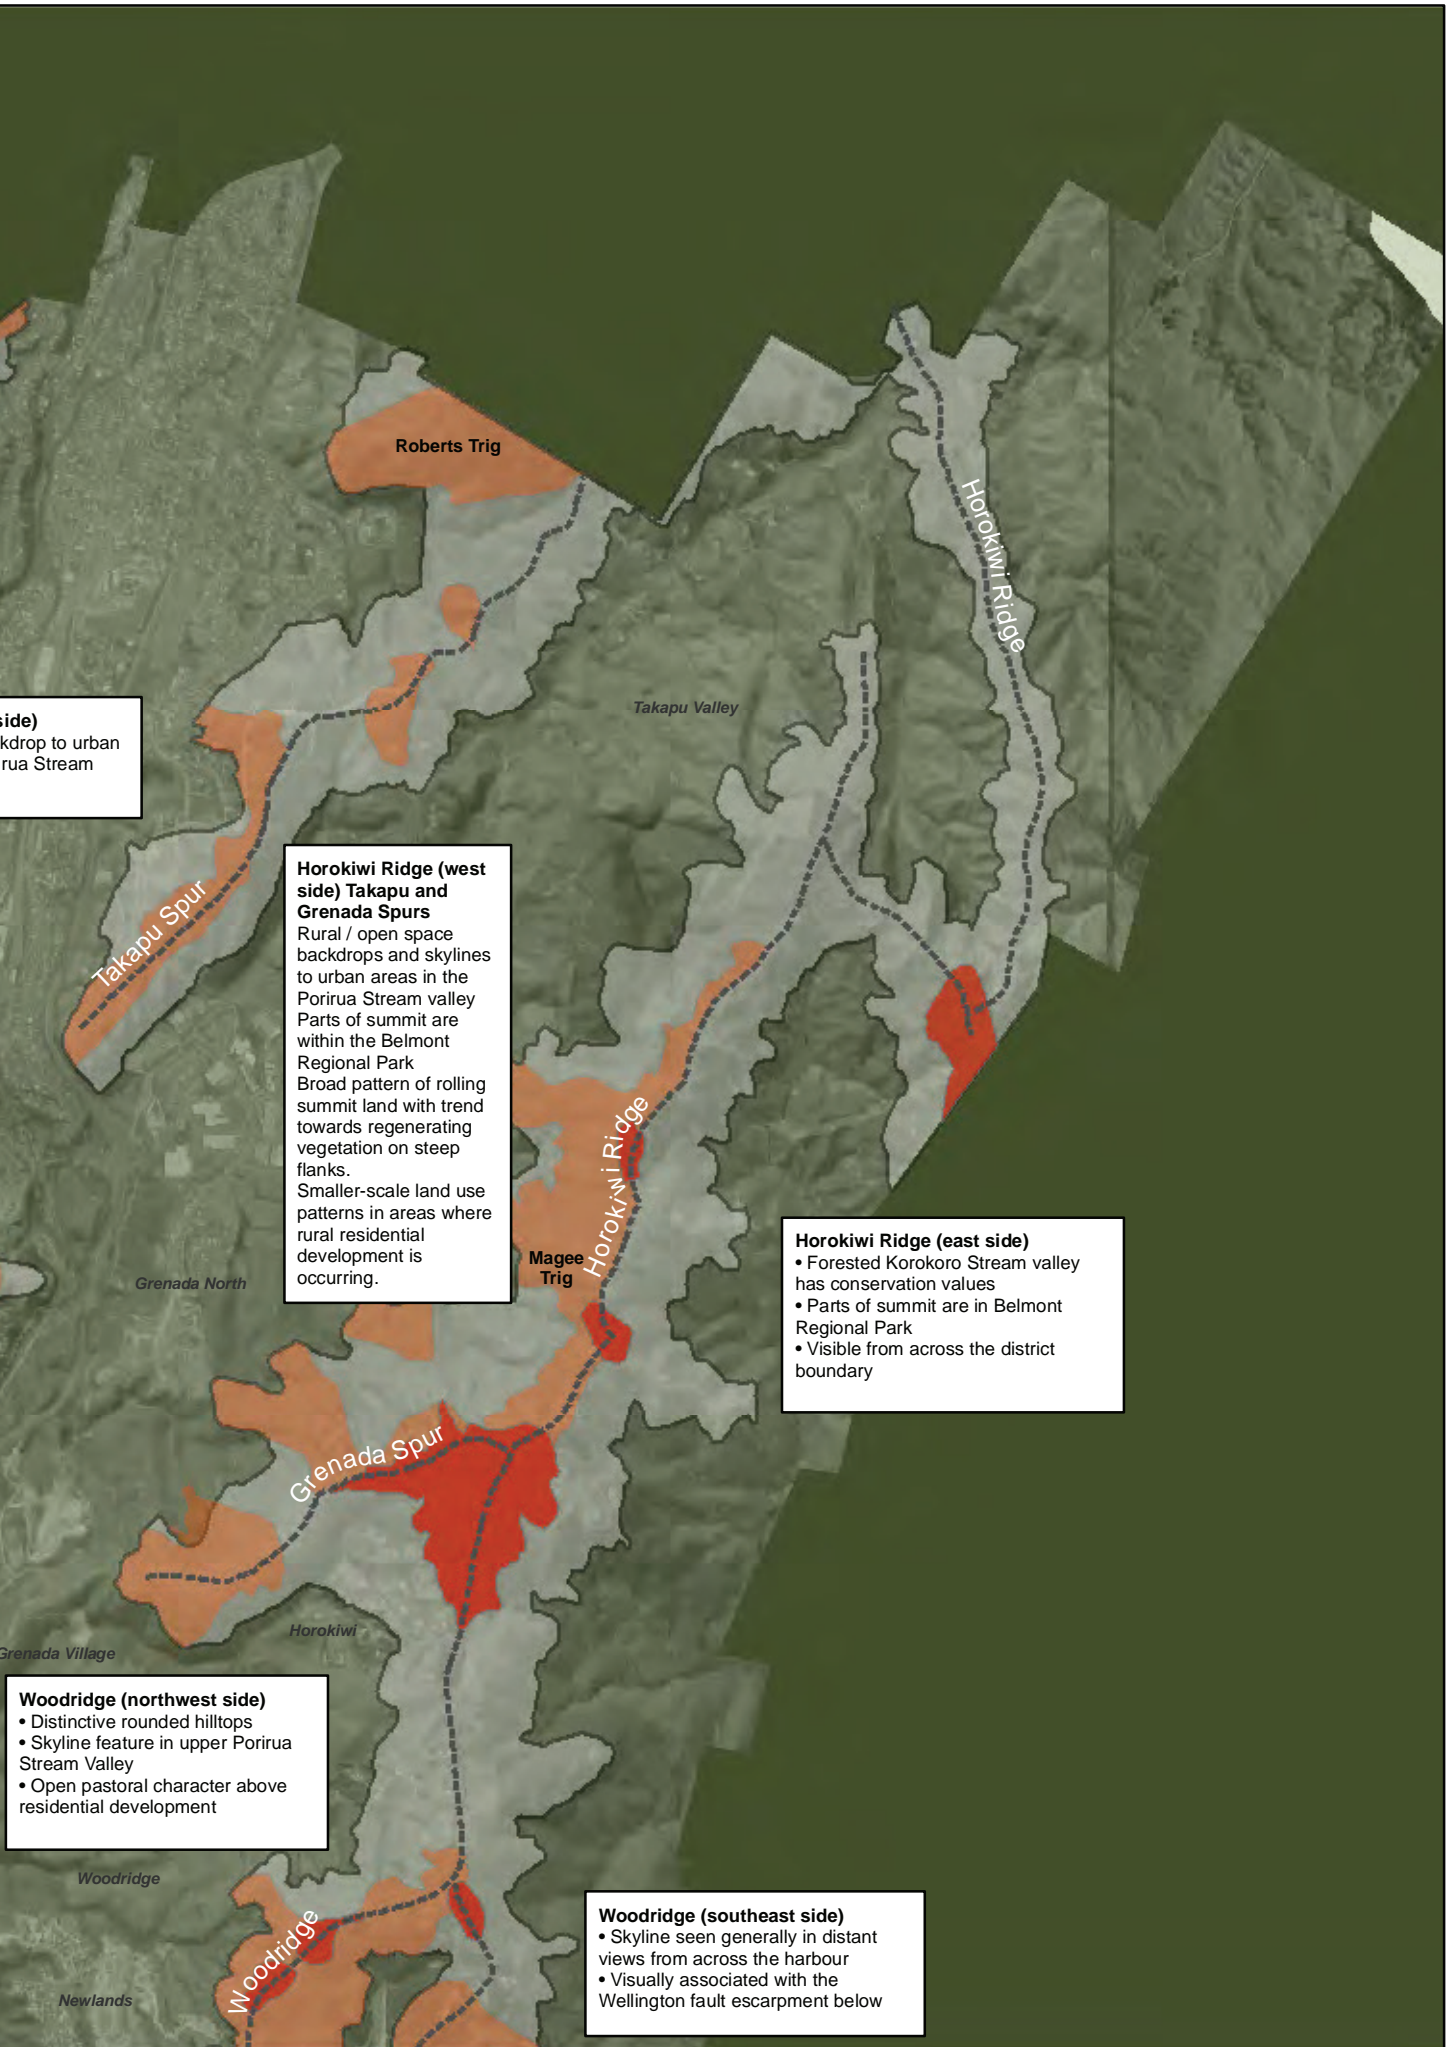 Roberts Trig
Horokiwi Ridge
Takapu Valley
side)
kdrop to urban
rua Stream
Takapu Spur
Horokiwi Ridge (west
side) Takapu and
Grenada Spurs
Rural / open space
backdrops and skylines
to urban areas in the
Porirua Stream valley
Parts of summit are
within the Belmont
Regional Park
Broad pattern of rolling
summit land with trend
towards regenerating
vegetation on steep
flanks.
Smaller-scale land use
patterns in areas where
rural residential
development is
occurring.
Horokiwi Ridge
Magee
Trig
Grenada North
Horokiwi Ridge (east side)
• Forested Korokoro Stream valley
has conservation values
• Parts of summit are in Belmont
Regional Park
• Visible from across the district
boundary
Grenada Spur
Horokiwi
Grenada Village
Woodridge (northwest side)
• Distinctive rounded hilltops
• Skyline feature in upper Porirua
Stream Valley
• Open pastoral character above
residential development
Woodridge
Woodridge
Newlands
Woodridge (southeast side)
• Skyline seen generally in distant
views from across the harbour
• Visually associated with the
Wellington fault escarpment below